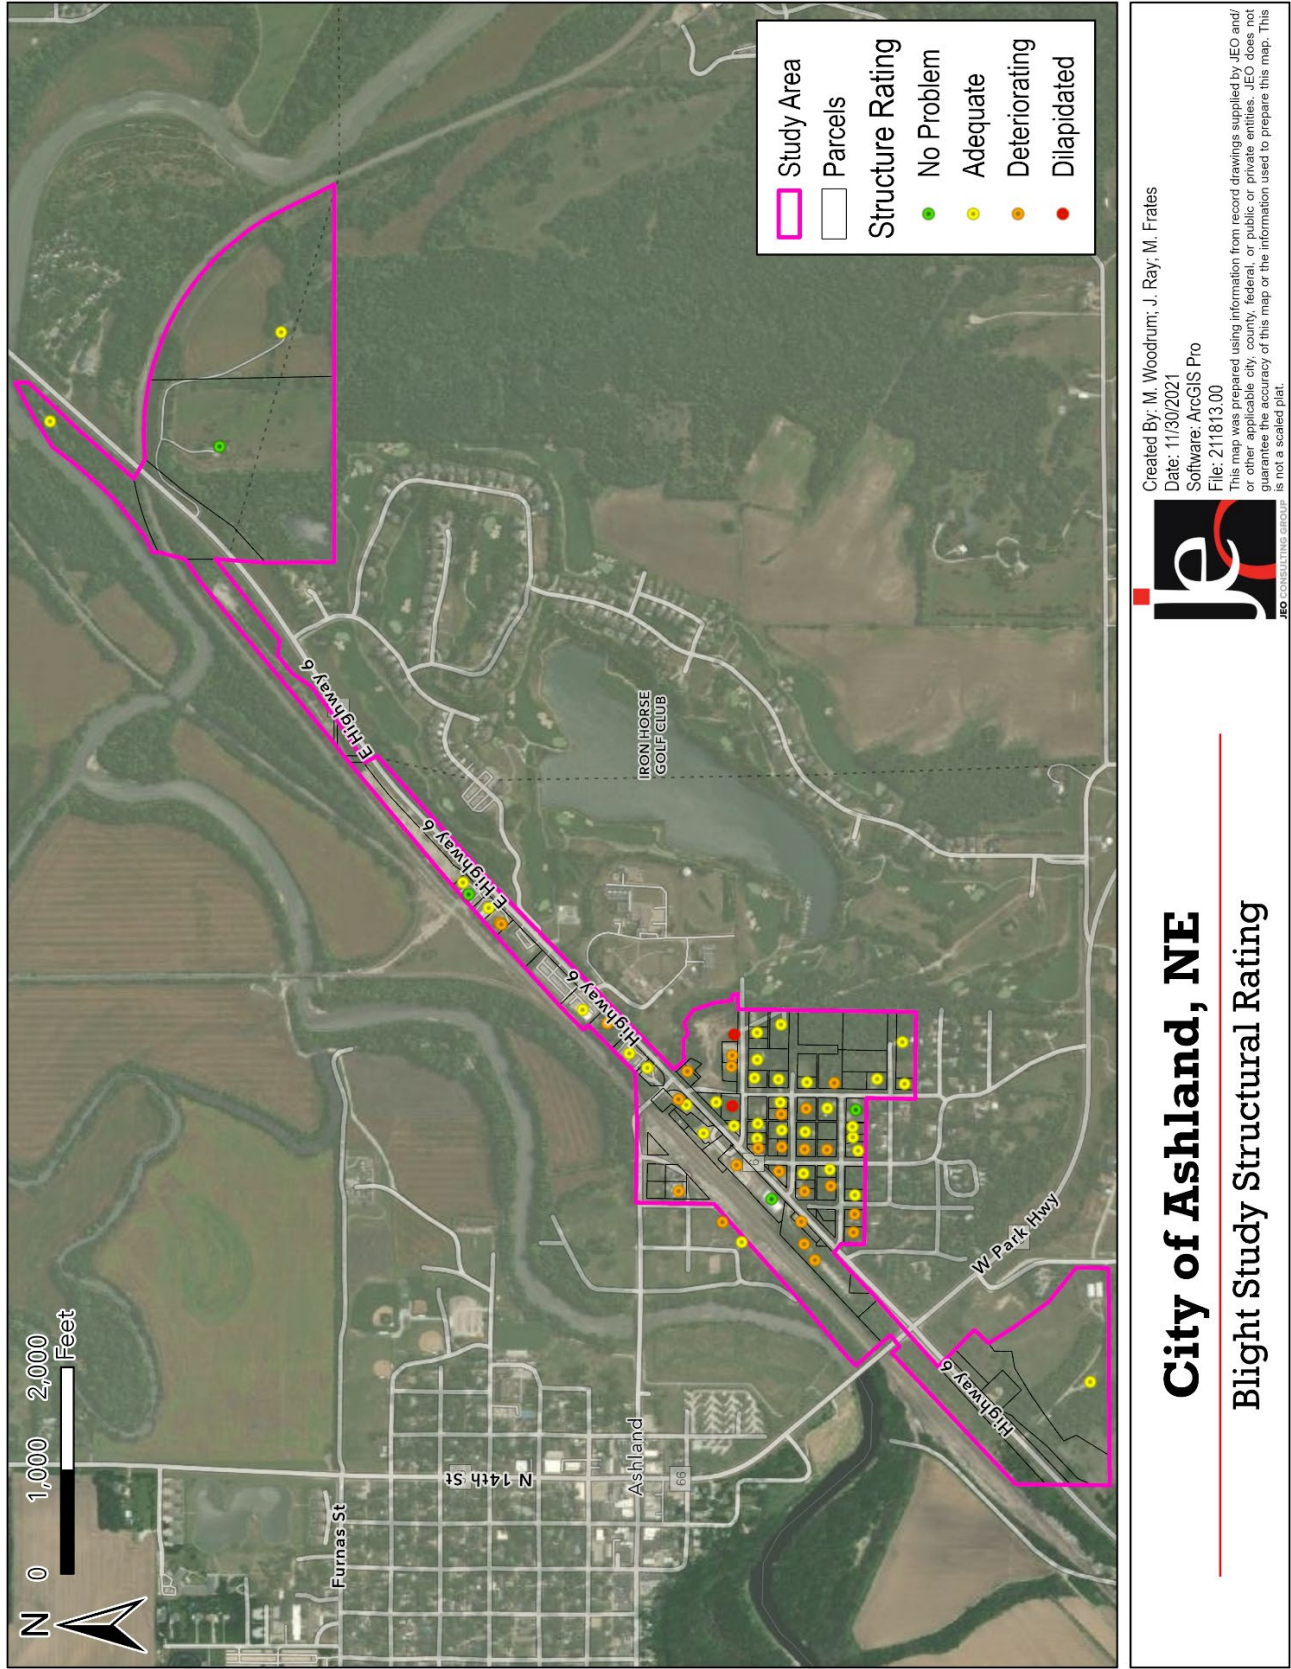 N
0 1,000 2,000
Feet
Furnas St
N 14th St
Ashland
66
6
W Park Hwy
Highway 6
Highway 6
E Highway 6
E Highway 6
IRON HORSE
GOLF CLUB
Study Area
Parcels
Structure Rating
No Problem
Adequate
Deteriorating
Dilapidated
City of Ashland, NE
Blight Study Structural Rating
jeo
JEO CONSULTING GROUP
Created By: M. Woodrum; J. Ray; M. Frates
Date: 11/30/2021
Software: ArcGIS Pro
File: 211813.00
This map was prepared using information from record drawings supplied by JEO and/
or other applicable city, county, federal, or public or private entities. JEO does not
guarantee the accuracy of this map or the information used to prepare this map. This
is not a scaled plat.